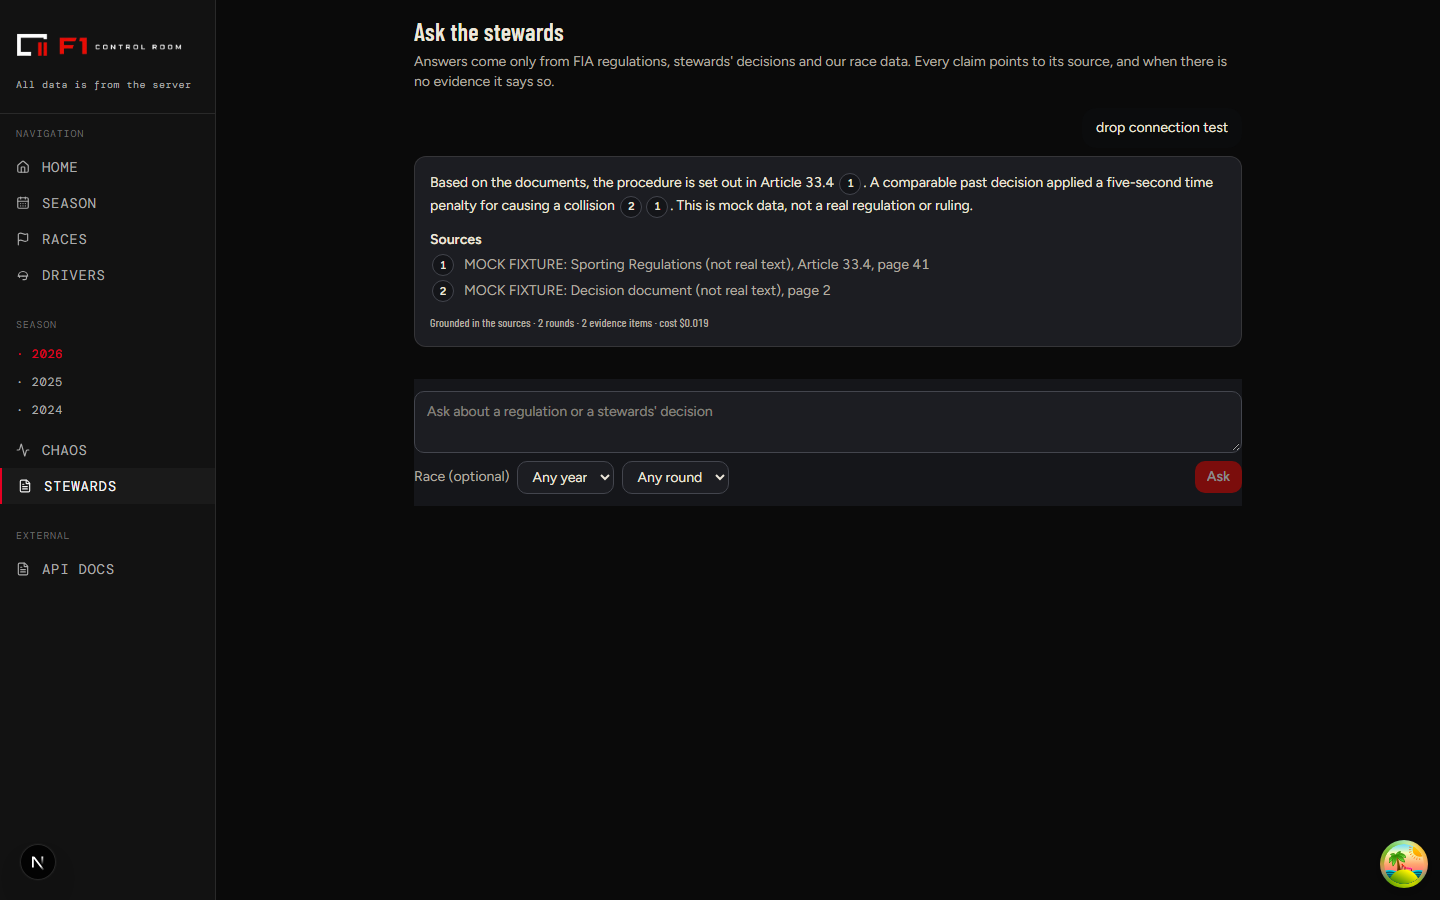 F1 CONTROL ROOM
All data is from the server
NAVIGATION
HOME
SEASON
RACES
DRIVERS
SEASON
· 2026
· 2025
· 2024
CHAOS
STEWARDS
EXTERNAL
API DOCS
N
Ask the stewards
Answers come only from FIA regulations, stewards' decisions and our race data. Every claim points to its source, and when there is
no evidence it says so.
drop connection test
Based on the documents, the procedure is set out in Article 33.4 1 . A comparable past decision applied a five-second time
penalty for causing a collision 2 1 . This is mock data, not a real regulation or ruling.
Sources
1 MOCK FIXTURE: Sporting Regulations (not real text), Article 33.4, page 41
2 MOCK FIXTURE: Decision document (not real text), page 2
Grounded in the sources · 2 rounds · 2 evidence items · cost $0.019
Ask about a regulation or a stewards' decision
Race (optional) Any year Any round Ask